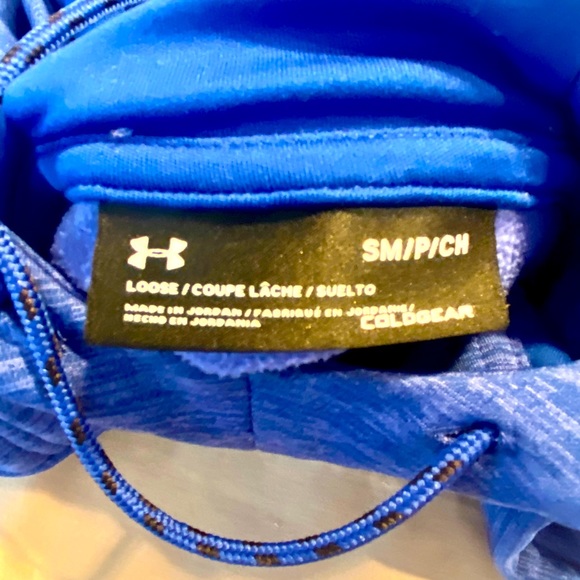 SM/P/CH
LOOSE / COUPE LÂCHE / SUELTO
MADE IN JORDAN / FABRIQUÉ EN JORDANIE /
HECHO EN JORDANIA
COLDGEAR